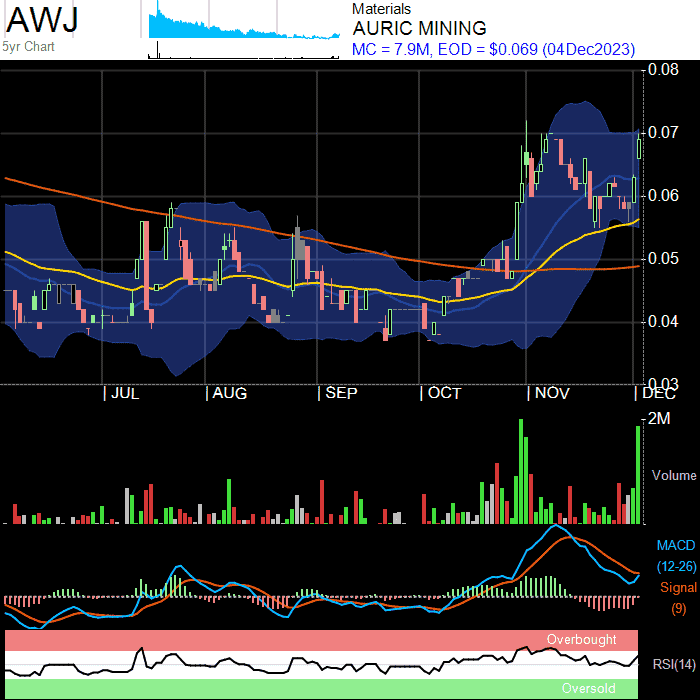 AWJ
5yr Chart
Materials
AURIC MINING
MC = 7.9M, EOD = $0.069 (04Dec2023)
0.08
0.07
0.06
0.05
0.04
0.03
JUL
AUG
SEP
OCT
NOV
DEC
2M
Volume
MACD
(12-26)
Signal
(9)
Overbought
RSI(14)
Oversold